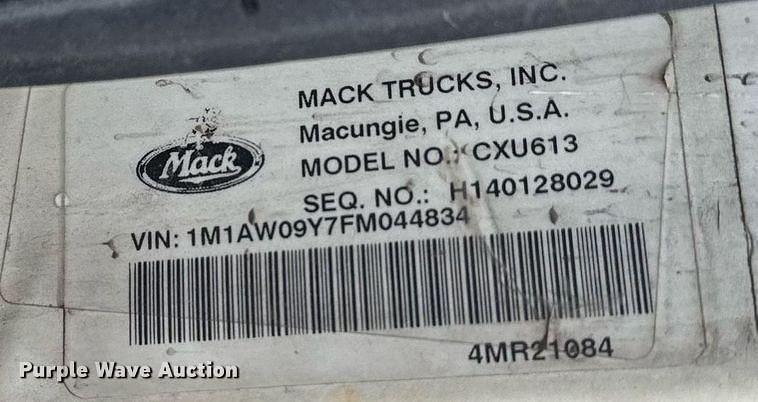 MACK TRUCKS, INC.
Macungie, PA, U.S.A.
Mack
MODEL NO.: CXU613
SEQ. NO.: H140128029
VIN: 1M1AW09Y7FM044834
4MR21084
Purple Wave Auction